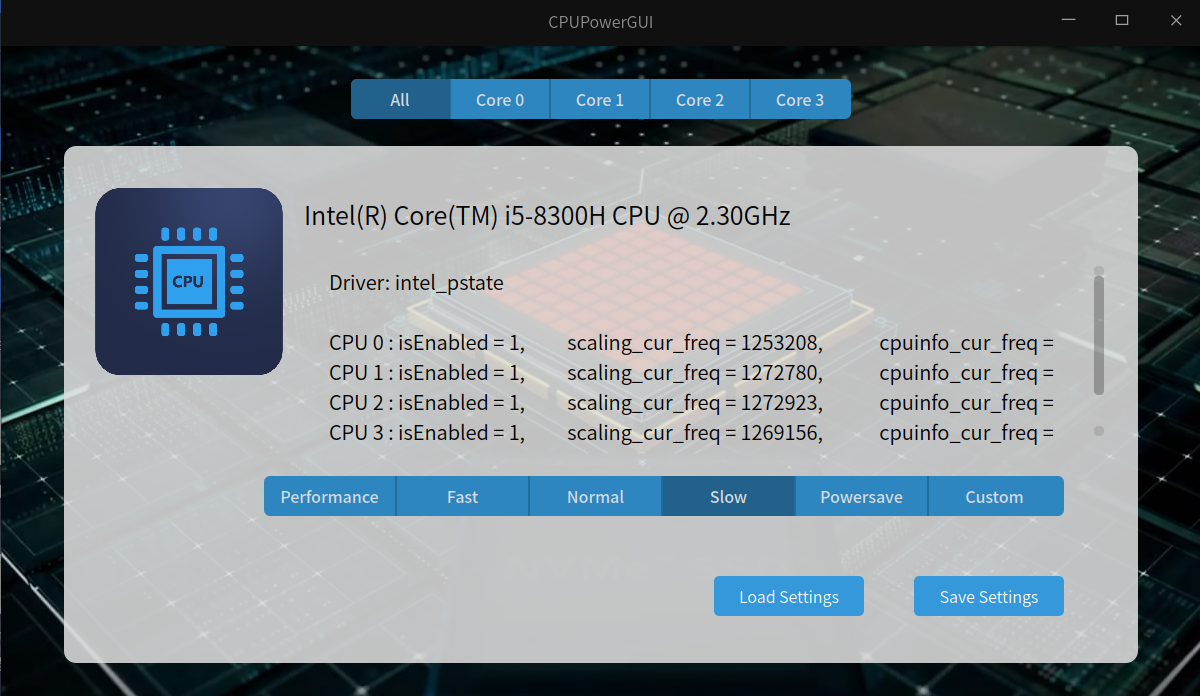 CPUPowerGUI
All Core 0 Core 1 Core 2 Core 3
CPU
Intel(R) Core(TM) i5-8300H CPU @ 2.30GHz
Driver: intel_pstate
CPU 0 : isEnabled = 1, scaling_cur_freq = 1253208, cpuinfo_cur_freq =
CPU 1 : isEnabled = 1, scaling_cur_freq = 1272780, cpuinfo_cur_freq =
CPU 2 : isEnabled = 1, scaling_cur_freq = 1272923, cpuinfo_cur_freq =
CPU 3 : isEnabled = 1, scaling_cur_freq = 1269156, cpuinfo_cur_freq =
Performance Fast Normal Slow Powersave Custom
Load Settings Save Settings